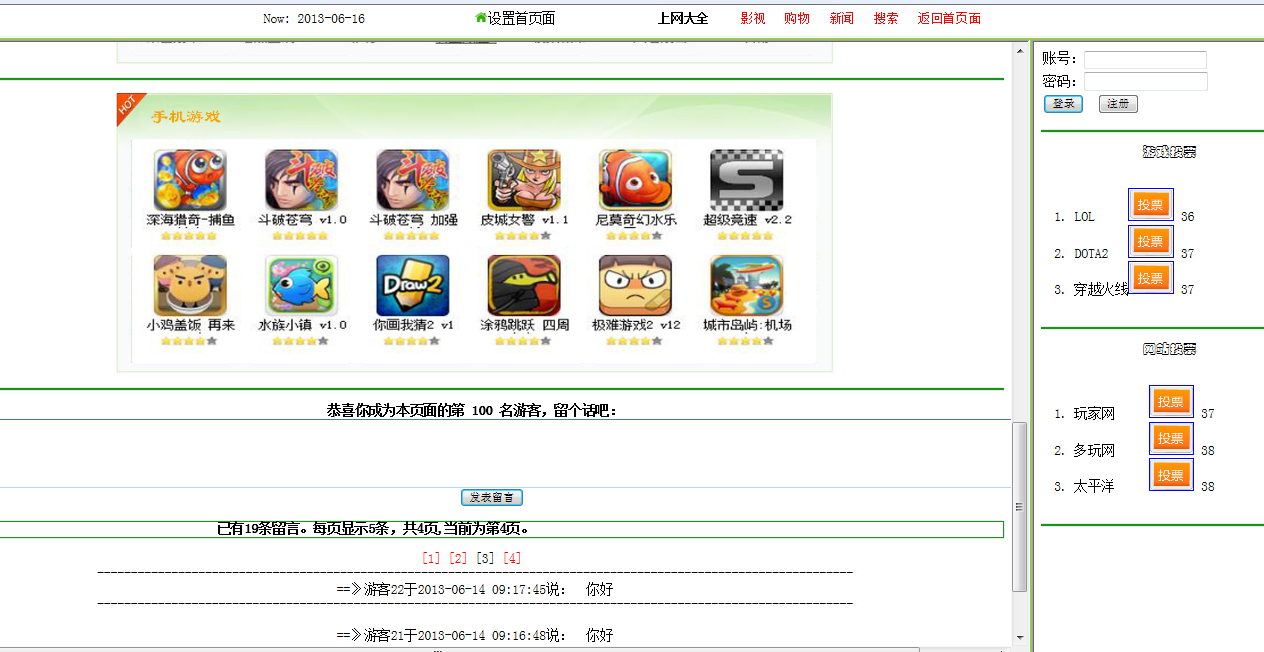 Now: 2013-06-16 设置首页面 上网大全 影视 购物 新闻 搜索 返回首页面
HOT
手机游戏
深海猎奇-捕鱼 斗破苍穹 v1.0 斗破苍穹 加强 皮城女警 v1.1 尼莫奇幻水乐 超级竞速 v2.2
Draw2
小鸡盖饭 再来 水族小镇 v1.0 你画我猜2 v1 涂鸦跳跃 四周 极难游戏2 v12 城市岛屿:机场
恭喜你成为本页面的第 100 名游客，留个话吧：
发表留言
已有19条留言。每页显示5条，共4页,当前为第4页。
[1] [2] [3] [4]
==》游客22于2013-06-14 09:17:45说： 你好
==》游客21于2013-06-14 09:16:48说： 你好
账号：
密码：
登录 注册
游戏投票
1. LOL 投票 36
2. DOTA2 投票 37
3. 穿越火线 投票 37
网站投票
1. 玩家网 投票 37
2. 多玩网 投票 38
3. 太平洋 投票 38